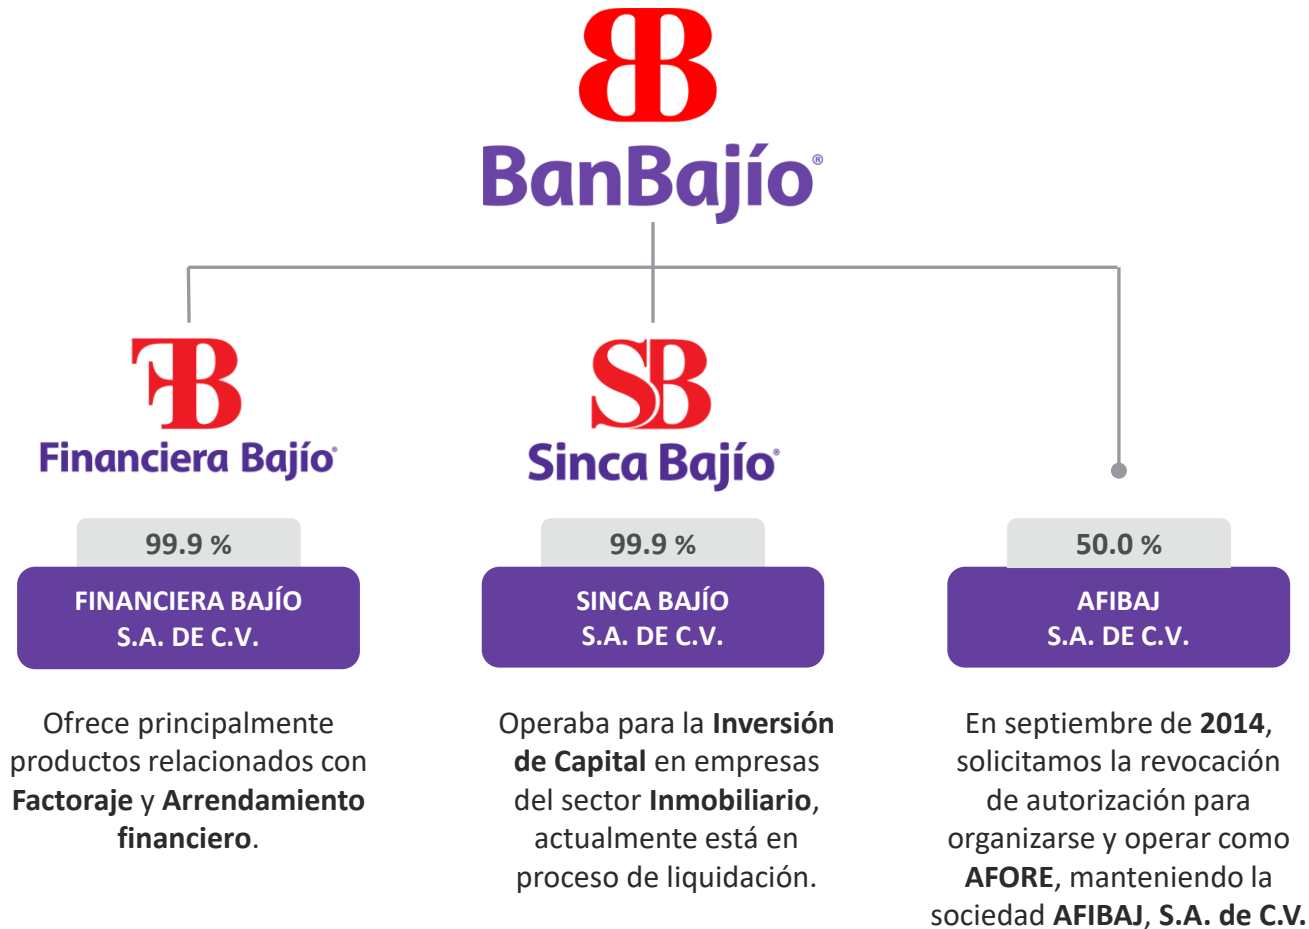 BB
BanBajío®
FB
Financiera Bajío®
SB
Sinca Bajío®
99.9 %
FINANCIERA BAJÍO
S.A. DE C.V.
Ofrece principalmente
productos relacionados con
Factoraje y Arrendamiento
financiero.
99.9 %
SINCA BAJÍO
S.A. DE C.V.
Operaba para la Inversión
de Capital en empresas
del sector Inmobiliario,
actualmente está en
proceso de liquidación.
50.0 %
AFIBAJ
S.A. DE C.V.
En septiembre de 2014,
solicitamos la revocación
de autorización para
organizarse y operar como
AFORE, manteniendo la
sociedad AFIBAJ, S.A. de C.V.